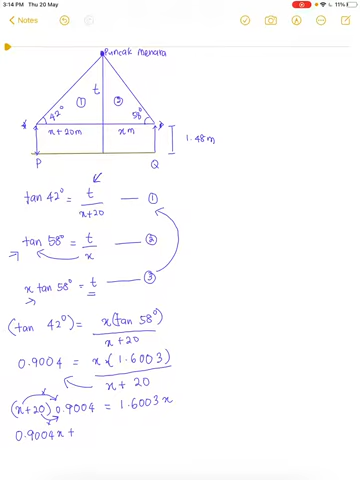 3:14 PM Thu 20 May
11%
Notes
Puncak menara
t
① ②
42° 58°
x + 20m x m
1.48m
P Q
tan 42° = t / x+20 — ①
tan 58° = t / x — ②
x tan 58° = t — ③
(tan 42°) = x(tan 58°) / x+20
0.9004 = x · (1.6003) / x + 20
(x+20) 0.9004 = 1.6003 x
0.9004x +